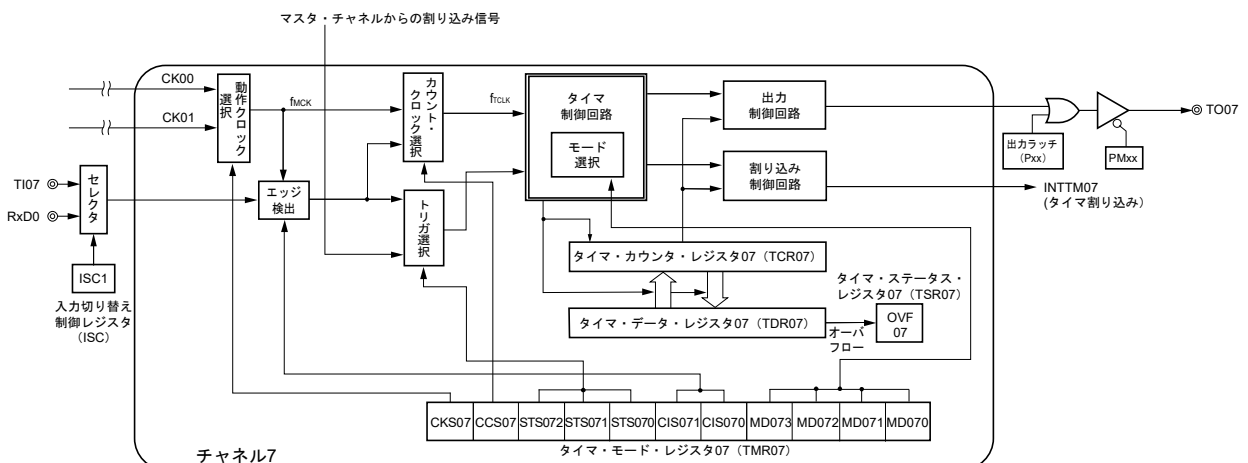 マスタ・チャネルからの割り込み信号
CK00
CK01
動作クロック
選択
fMCK
カウント・
クロック選択
fTCLK
タイマ
制御回路
モード
選択
出力
制御回路
出力ラッチ
(Pxx)
PMxx
TO07
割り込み
制御回路
INTTM07
(タイマ割り込み)
TI07
RxD0
セレクタ
エッジ
検出
トリガ選択
ISC1
入力切り替え
制御レジスタ
(ISC)
タイマ・カウンタ・レジスタ07 (TCR07)
タイマ・データ・レジスタ07 (TDR07)
タイマ・ステータス・
レジスタ07 (TSR07)
オーバ
フロー
OVF
07
CKS07 CCS07 STS072 STS071 STS070 CIS071 CIS070 MD073 MD072 MD071 MD070
タイマ・モード・レジスタ07 (TMR07)
チャネル7